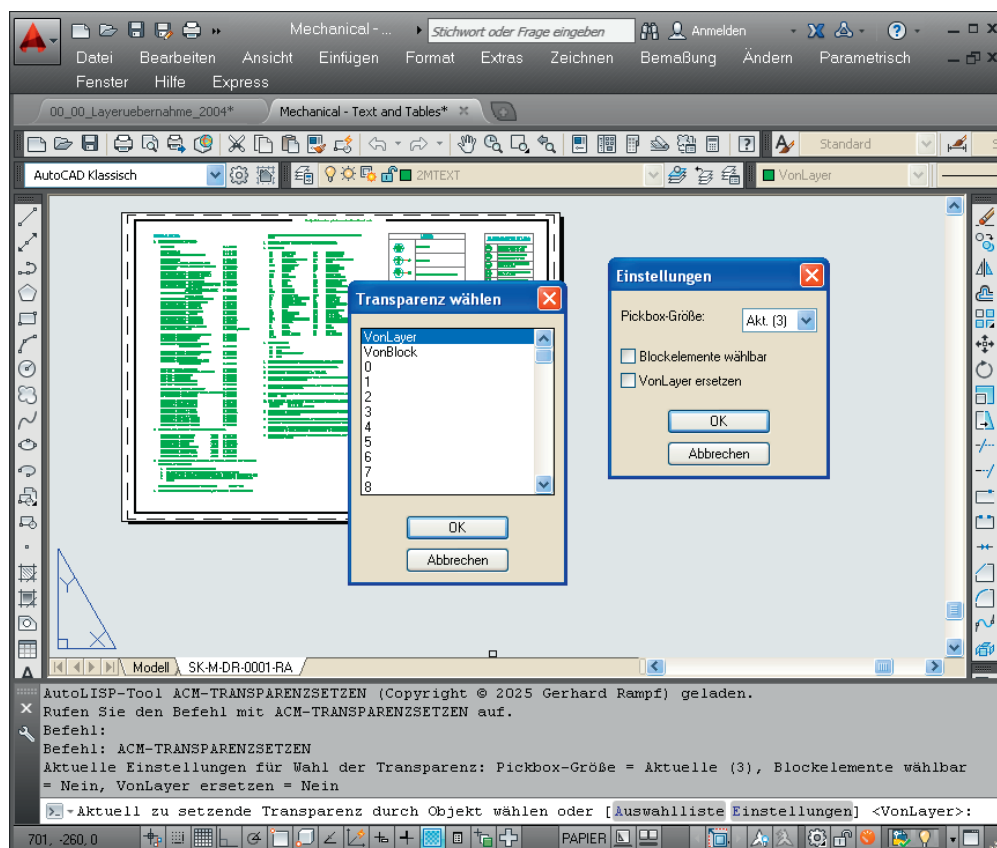 Mechanical - ...
Stichwort oder Frage eingeben
Anmelden
Datei Bearbeiten Ansicht Einfügen Format Extras Zeichnen Bemaßung Ändern Parametrisch
Fenster Hilfe Express
00_00_Layeruebernahme_2004*
Mechanical - Text and Tables*
Standard
AutoCAD Klassisch
2MTEXT
VonLayer
Transparenz wählen
VonLayer
VonBlock
0
1
2
3
4
5
6
7
8
OK
Abbrechen
Einstellungen
Pickbox-Größe: Akt. (3)
Blockelemente wählbar
VonLayer ersetzen
OK
Abbrechen
Y
X
Modell SK-M-DR-0001-RA
AutoLISP-Tool ACM-TRANSPARENZSETZEN (Copyright © 2025 Gerhard Rampf) geladen.
Rufen Sie den Befehl mit ACM-TRANSPARENZSETZEN auf.
Befehl:
Befehl: ACM-TRANSPARENZSETZEN
Aktuelle Einstellungen für Wahl der Transparenz: Pickbox-Größe = Aktuelle (3), Blockelemente wählbar
= Nein, VonLayer ersetzen = Nein
Aktuell zu setzende Transparenz durch Objekt wählen oder [Auswahlliste Einstellungen] <VonLayer>:
701, -260,0
PAPIER